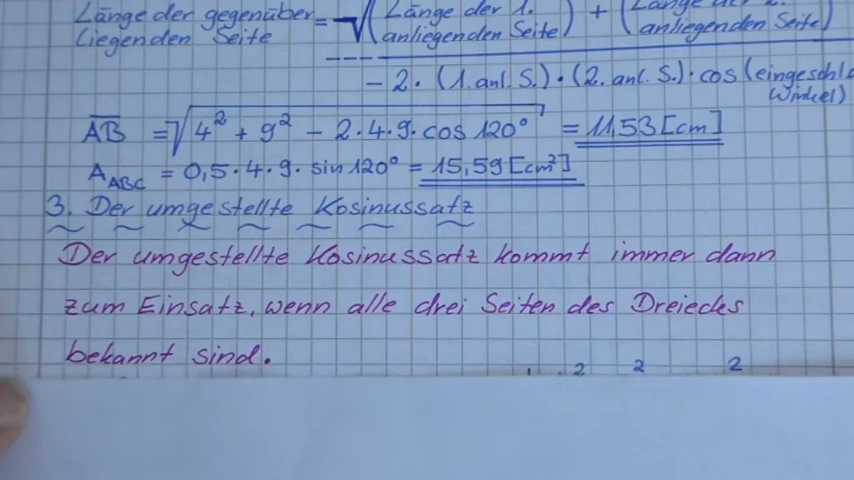 Länge der gegenüber = √(Länge der 1. + (Länge
liegenden Seite anliegenden Seite) anliegenden Seite)
- 2 · (1. anl. S.) · (2. anl. S.) · cos (eingeschl
Winkel)
AB = √4² + 9² - 2 · 4 · 9 · cos 120° = 11,53 [cm]
A_ABC = 0,5 · 4 · 9 · sin 120° = 15,59 [cm²]
3. Der umgestellte Kosinussatz
Der umgestellte Kosinussatz kommt immer dann
zum Einsatz, wenn alle drei Seiten des Dreiecks
bekannt sind.
2 2 2